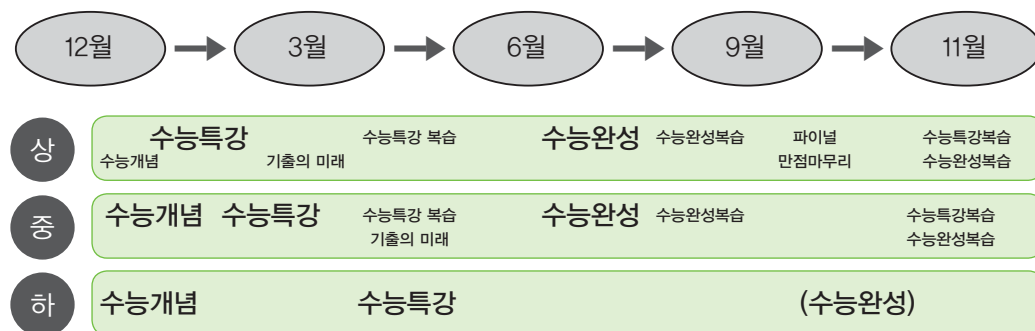 12월 3월 6월 9월 11월
상
수능특강 수능특강 복습 수능완성 수능완성복습 파이널 수능특강복습
수능개념 기출의 미래 만점마무리 수능완성복습
중
수능개념 수능특강 수능특강 복습 수능완성 수능완성복습 수능특강복습
기출의 미래 수능완성복습
하
수능개념 수능특강 (수능완성)